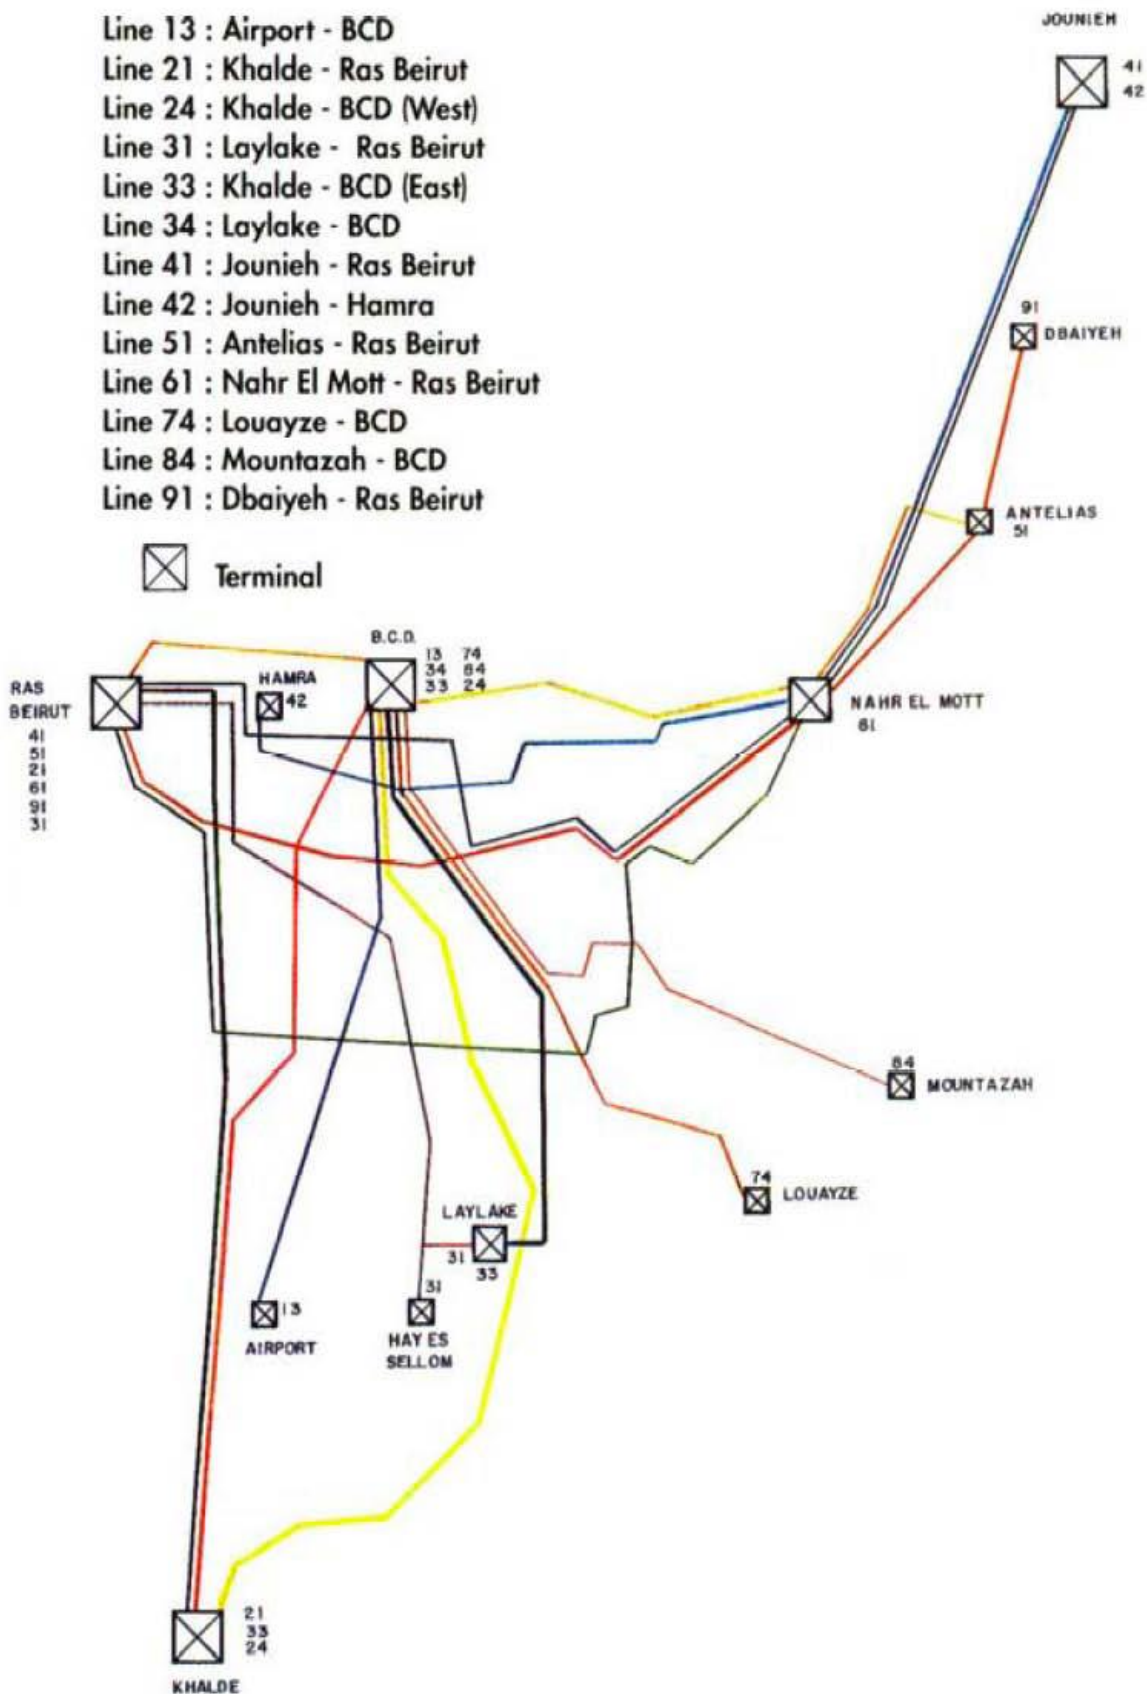 Line 13 : Airport - BCD
Line 21 : Khalde - Ras Beirut
Line 24 : Khalde - BCD (West)
Line 31 : Laylake - Ras Beirut
Line 33 : Khalde - BCD (East)
Line 34 : Laylake - BCD
Line 41 : Jounieh - Ras Beirut
Line 42 : Jounieh - Hamra
Line 51 : Antelias - Ras Beirut
Line 61 : Nahr El Mott - Ras Beirut
Line 74 : Louayze - BCD
Line 84 : Mountazah - BCD
Line 91 : Dbaiyeh - Ras Beirut
Terminal
JOUNIEH
41
42
91
DBAIYEH
ANTELIAS
51
B.C.D.
13 74
34 84
33 24
HAMRA
42
RAS
BEIRUT
41
51
21
61
91
31
NAHR EL MOTT
61
84
MOUNTAZAH
74
LOUAYZE
LAYLAKE
31
33
31
HAY ES
SELLOM
13
AIRPORT
21
33
24
KHALDE